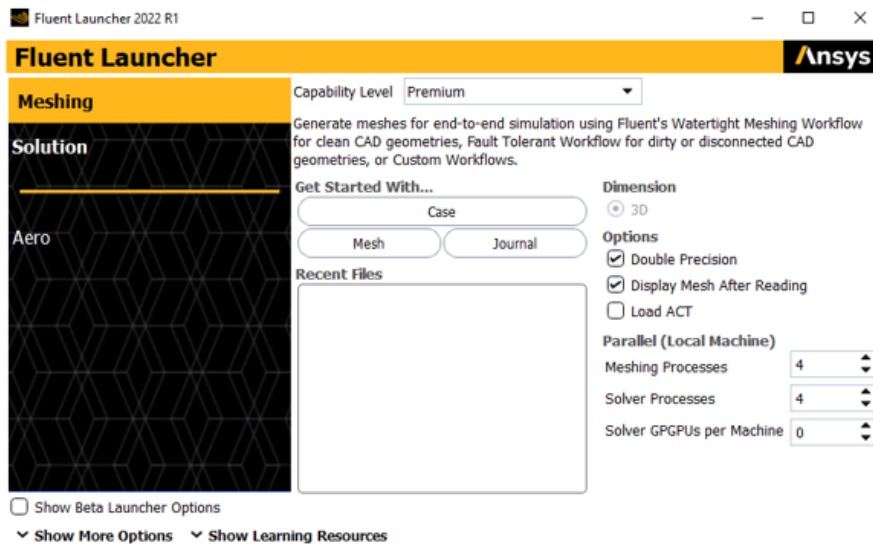 Fluent Launcher 2022 R1
Fluent Launcher
Ansys
Meshing
Solution
Aero
Capability Level Premium
Generate meshes for end-to-end simulation using Fluent's Watertight Meshing Workflow
for clean CAD geometries, Fault Tolerant Workflow for dirty or disconnected CAD
geometries, or Custom Workflows.
Get Started With...
Case
Mesh Journal
Recent Files
Dimension
3D
Options
Double Precision
Display Mesh After Reading
Load ACT
Parallel (Local Machine)
Meshing Processes 4
Solver Processes 4
Solver GPGPUs per Machine 0
Show Beta Launcher Options
Show More Options Show Learning Resources